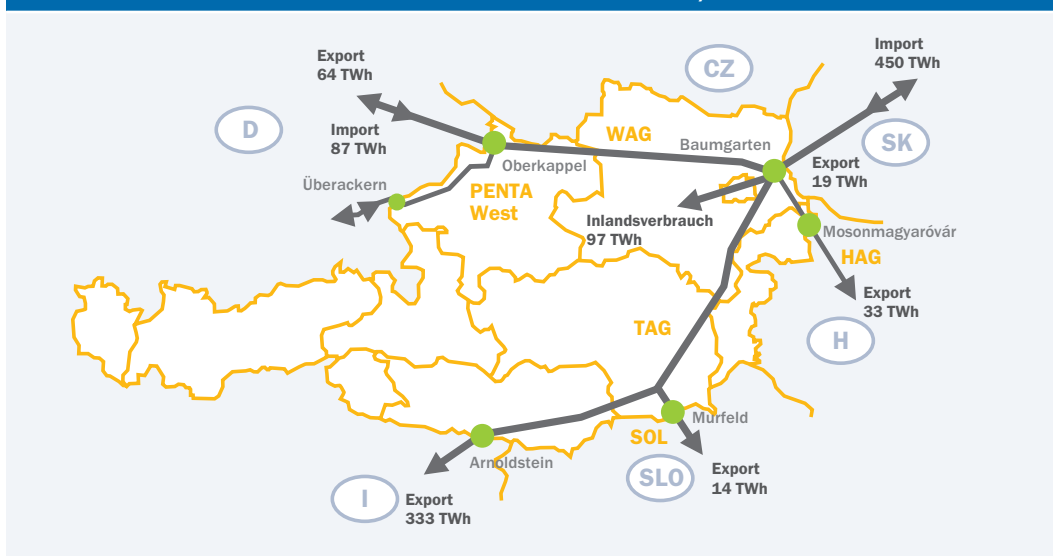 Import
450 TWh
Export
64 TWh
CZ
D
Import
87 TWh
WAG
Baumgarten
SK
Oberkappel
Export
19 TWh
Überackern
PENTA
West
Inlandsverbrauch
97 TWh
Mosonmagyaróvár
HAG
Export
33 TWh
TAG
H
Murfeld
SOL
Arnoldstein
SLO
Export
14 TWh
I
Export
333 TWh